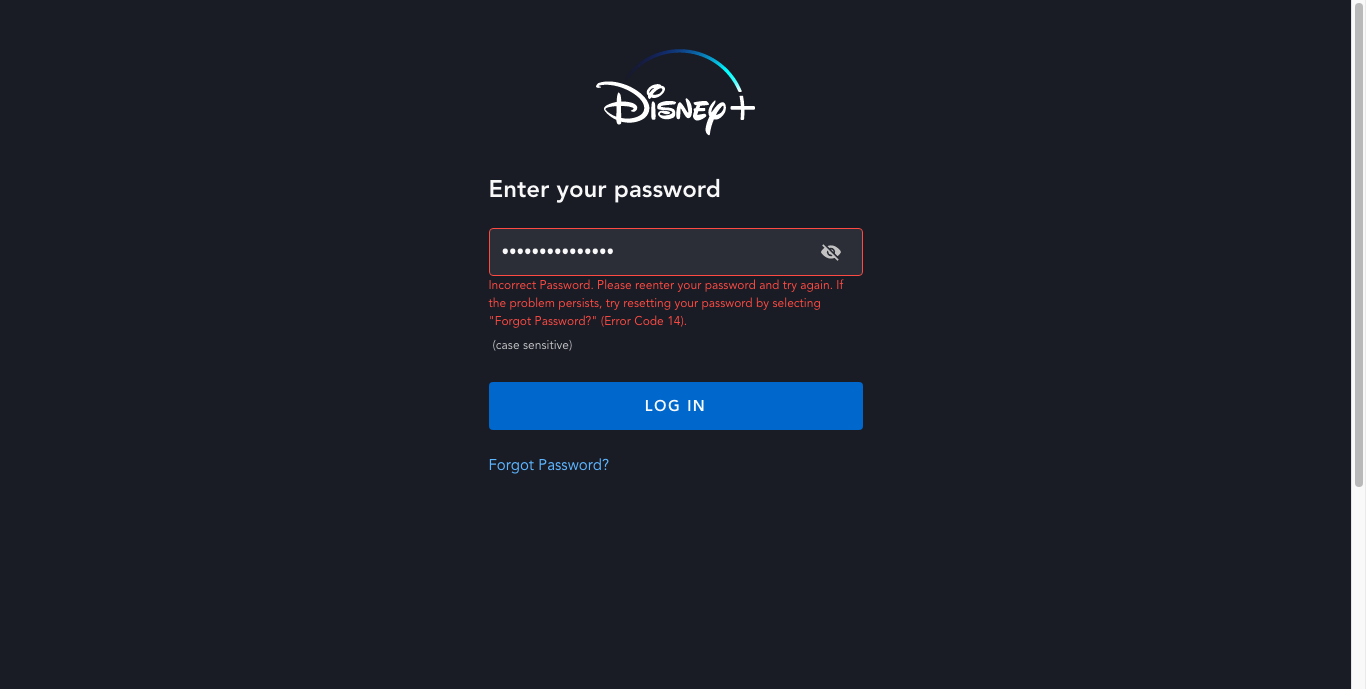 Disney+
Enter your password
•••••••••••••••
Incorrect Password. Please reenter your password and try again. If
the problem persists, try resetting your password by selecting
"Forgot Password?" (Error Code 14).
(case sensitive)
LOG IN
Forgot Password?